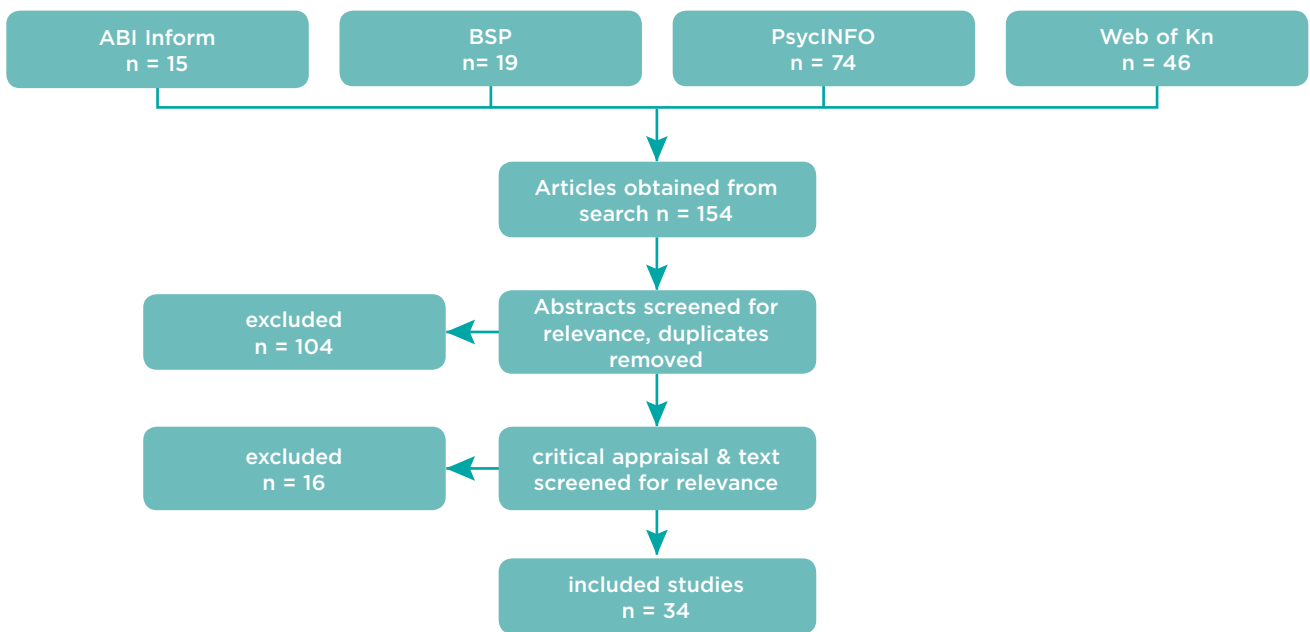 ABI Inform
n = 15
BSP
n= 19
PsycINFO
n = 74
Web of Kn
n = 46
Articles obtained from
search n = 154
Abstracts screened for
relevance, duplicates
removed
excluded
n = 104
critical appraisal & text
screened for relevance
excluded
n = 16
included studies
n = 34